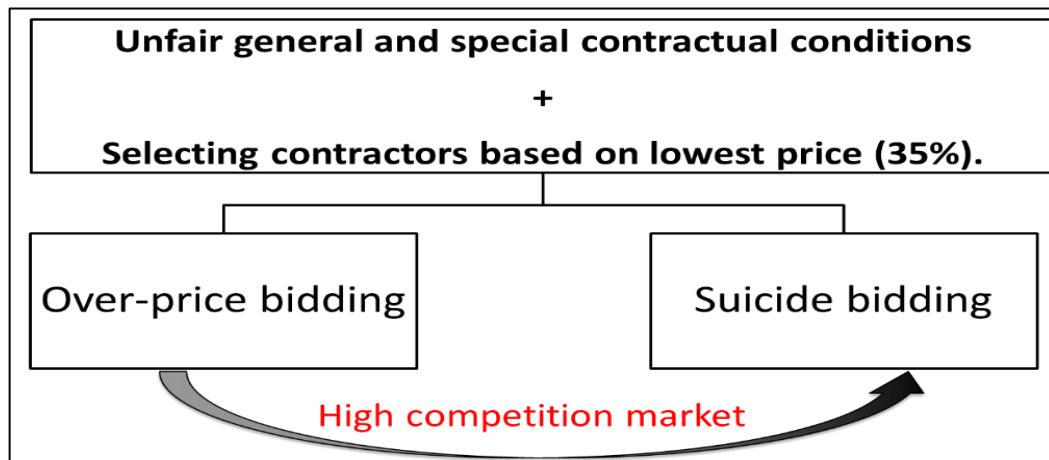 Unfair general and special contractual conditions
+
Selecting contractors based on lowest price (35%).
Over-price bidding
Suicide bidding
High competition market